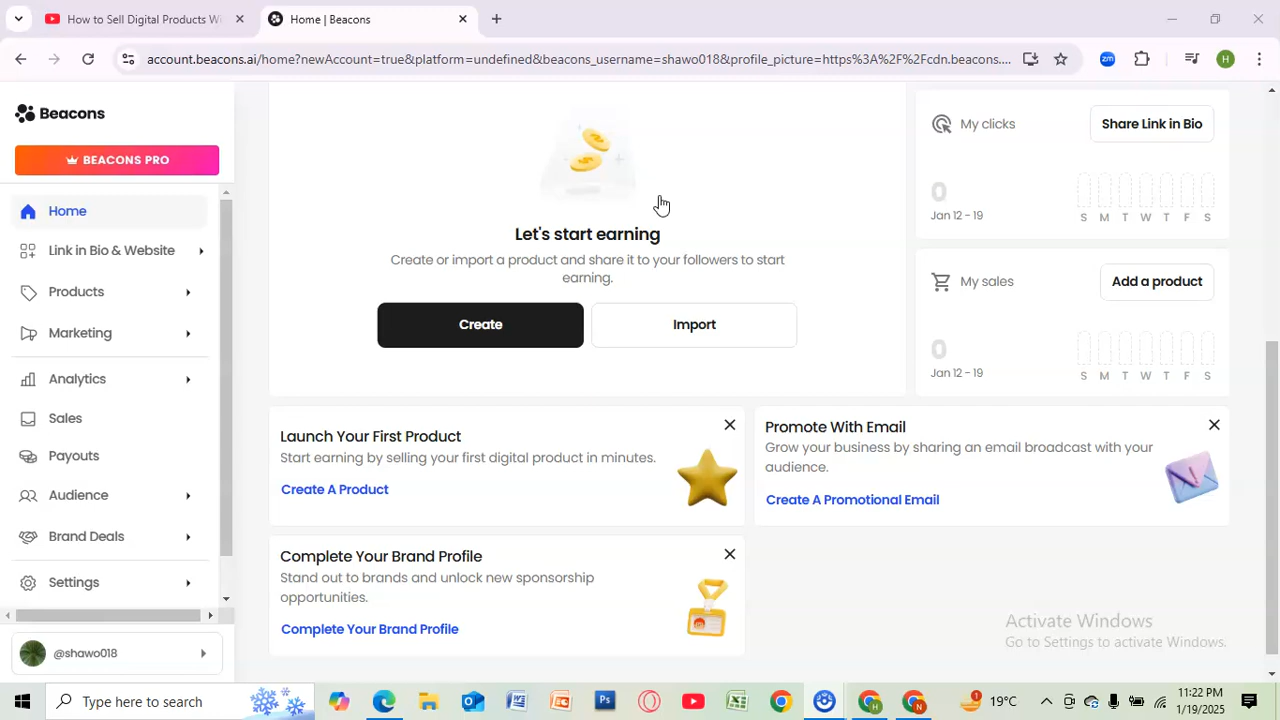 How to Sell Digital Products Wi
Home | Beacons
account.beacons.ai/home?newAccount=true&platform=undefined&beacons_username=shawo018&profile_picture=https%3A%2F%2Fcdn.beacons....
zm
H
Beacons
BEACONS PRO
Home
Link in Bio & Website
Products
Marketing
Analytics
Sales
Payouts
Audience
Brand Deals
Settings
@shawo018
Let's start earning
Create or import a product and share it to your followers to start
earning.
Create
Import
My clicks
Share Link in Bio
0
Jan 12 - 19
S M T W T F S
My sales
Add a product
0
Jan 12 - 19
S M T W T F S
Launch Your First Product
Start earning by selling your first digital product in minutes.
Create A Product
Promote With Email
Grow your business by sharing an email broadcast with your
audience.
Create A Promotional Email
Complete Your Brand Profile
Stand out to brands and unlock new sponsorship
opportunities.
Complete Your Brand Profile
Activate Windows
Go to Settings to activate Windows.
Type here to search
19°C
11:22 PM
1/19/2025